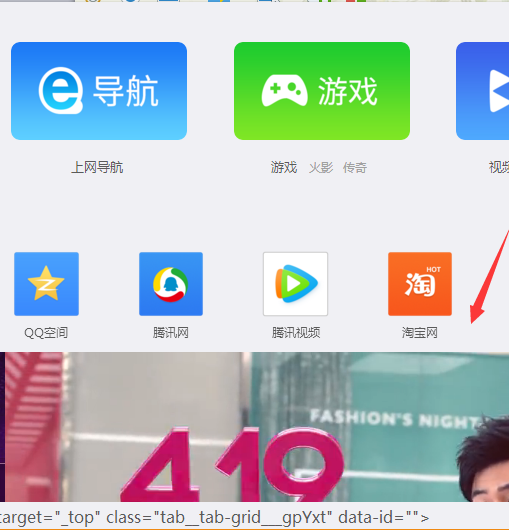 导航
游戏
上网导航
游戏 火影 传奇
视频
HOT
淘
QQ空间
腾讯网
腾讯视频
淘宝网
FASHION'S NIGHT
419
target="_top" class="tab__tab-grid___gpYxt" data-id="">